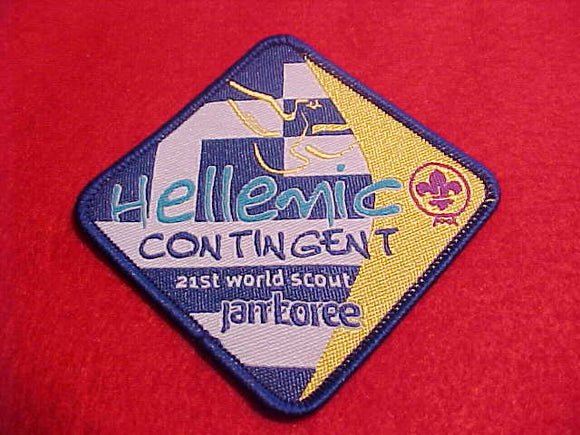 Hellenic
CONTINGENT
21st world scout
jamboree